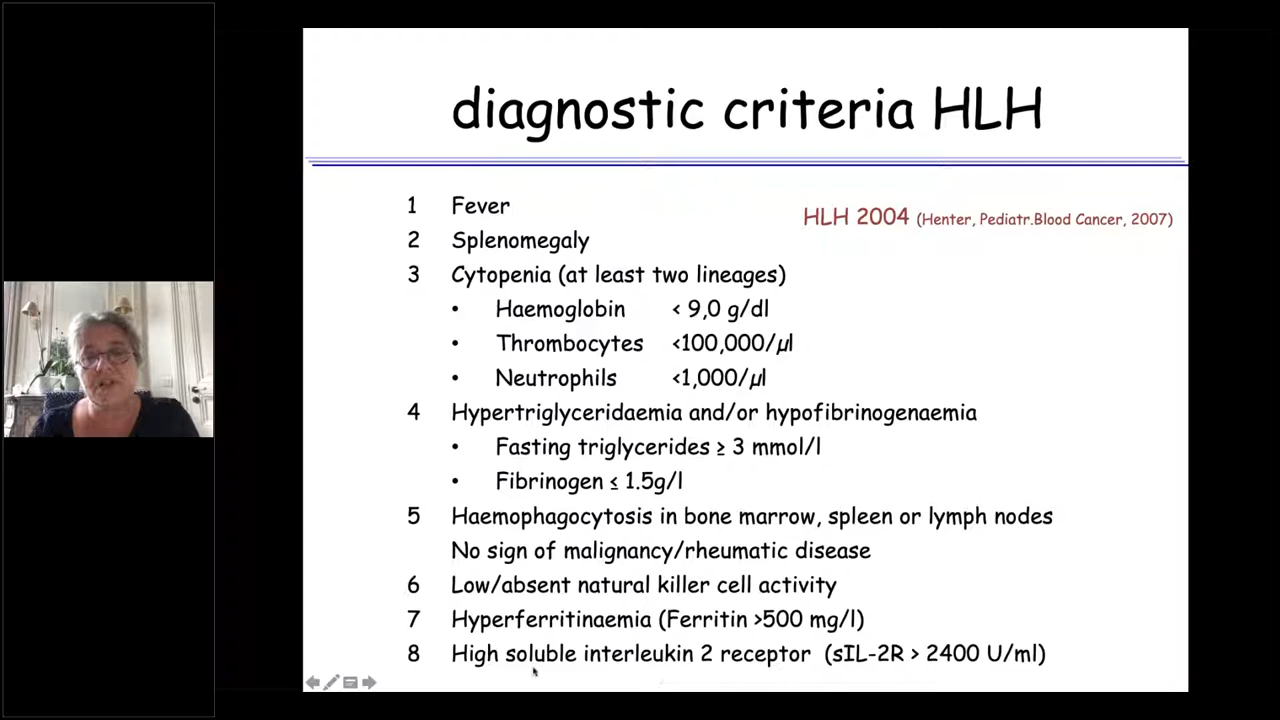 diagnostic criteria HLH
HLH 2004 (Henter, Pediatr.Blood Cancer, 2007)
1 Fever
2 Splenomegaly
3 Cytopenia (at least two lineages)
• Haemoglobin < 9,0 g/dl
• Thrombocytes <100,000/µl
• Neutrophils <1,000/µl
4 Hypertriglyceridaemia and/or hypofibrinogenaemia
• Fasting triglycerides ≥ 3 mmol/l
• Fibrinogen ≤ 1.5g/l
5 Haemophagocytosis in bone marrow, spleen or lymph nodes
No sign of malignancy/rheumatic disease
6 Low/absent natural killer cell activity
7 Hyperferritinaemia (Ferritin >500 mg/l)
8 High soluble interleukin 2 receptor (sIL-2R > 2400 U/ml)